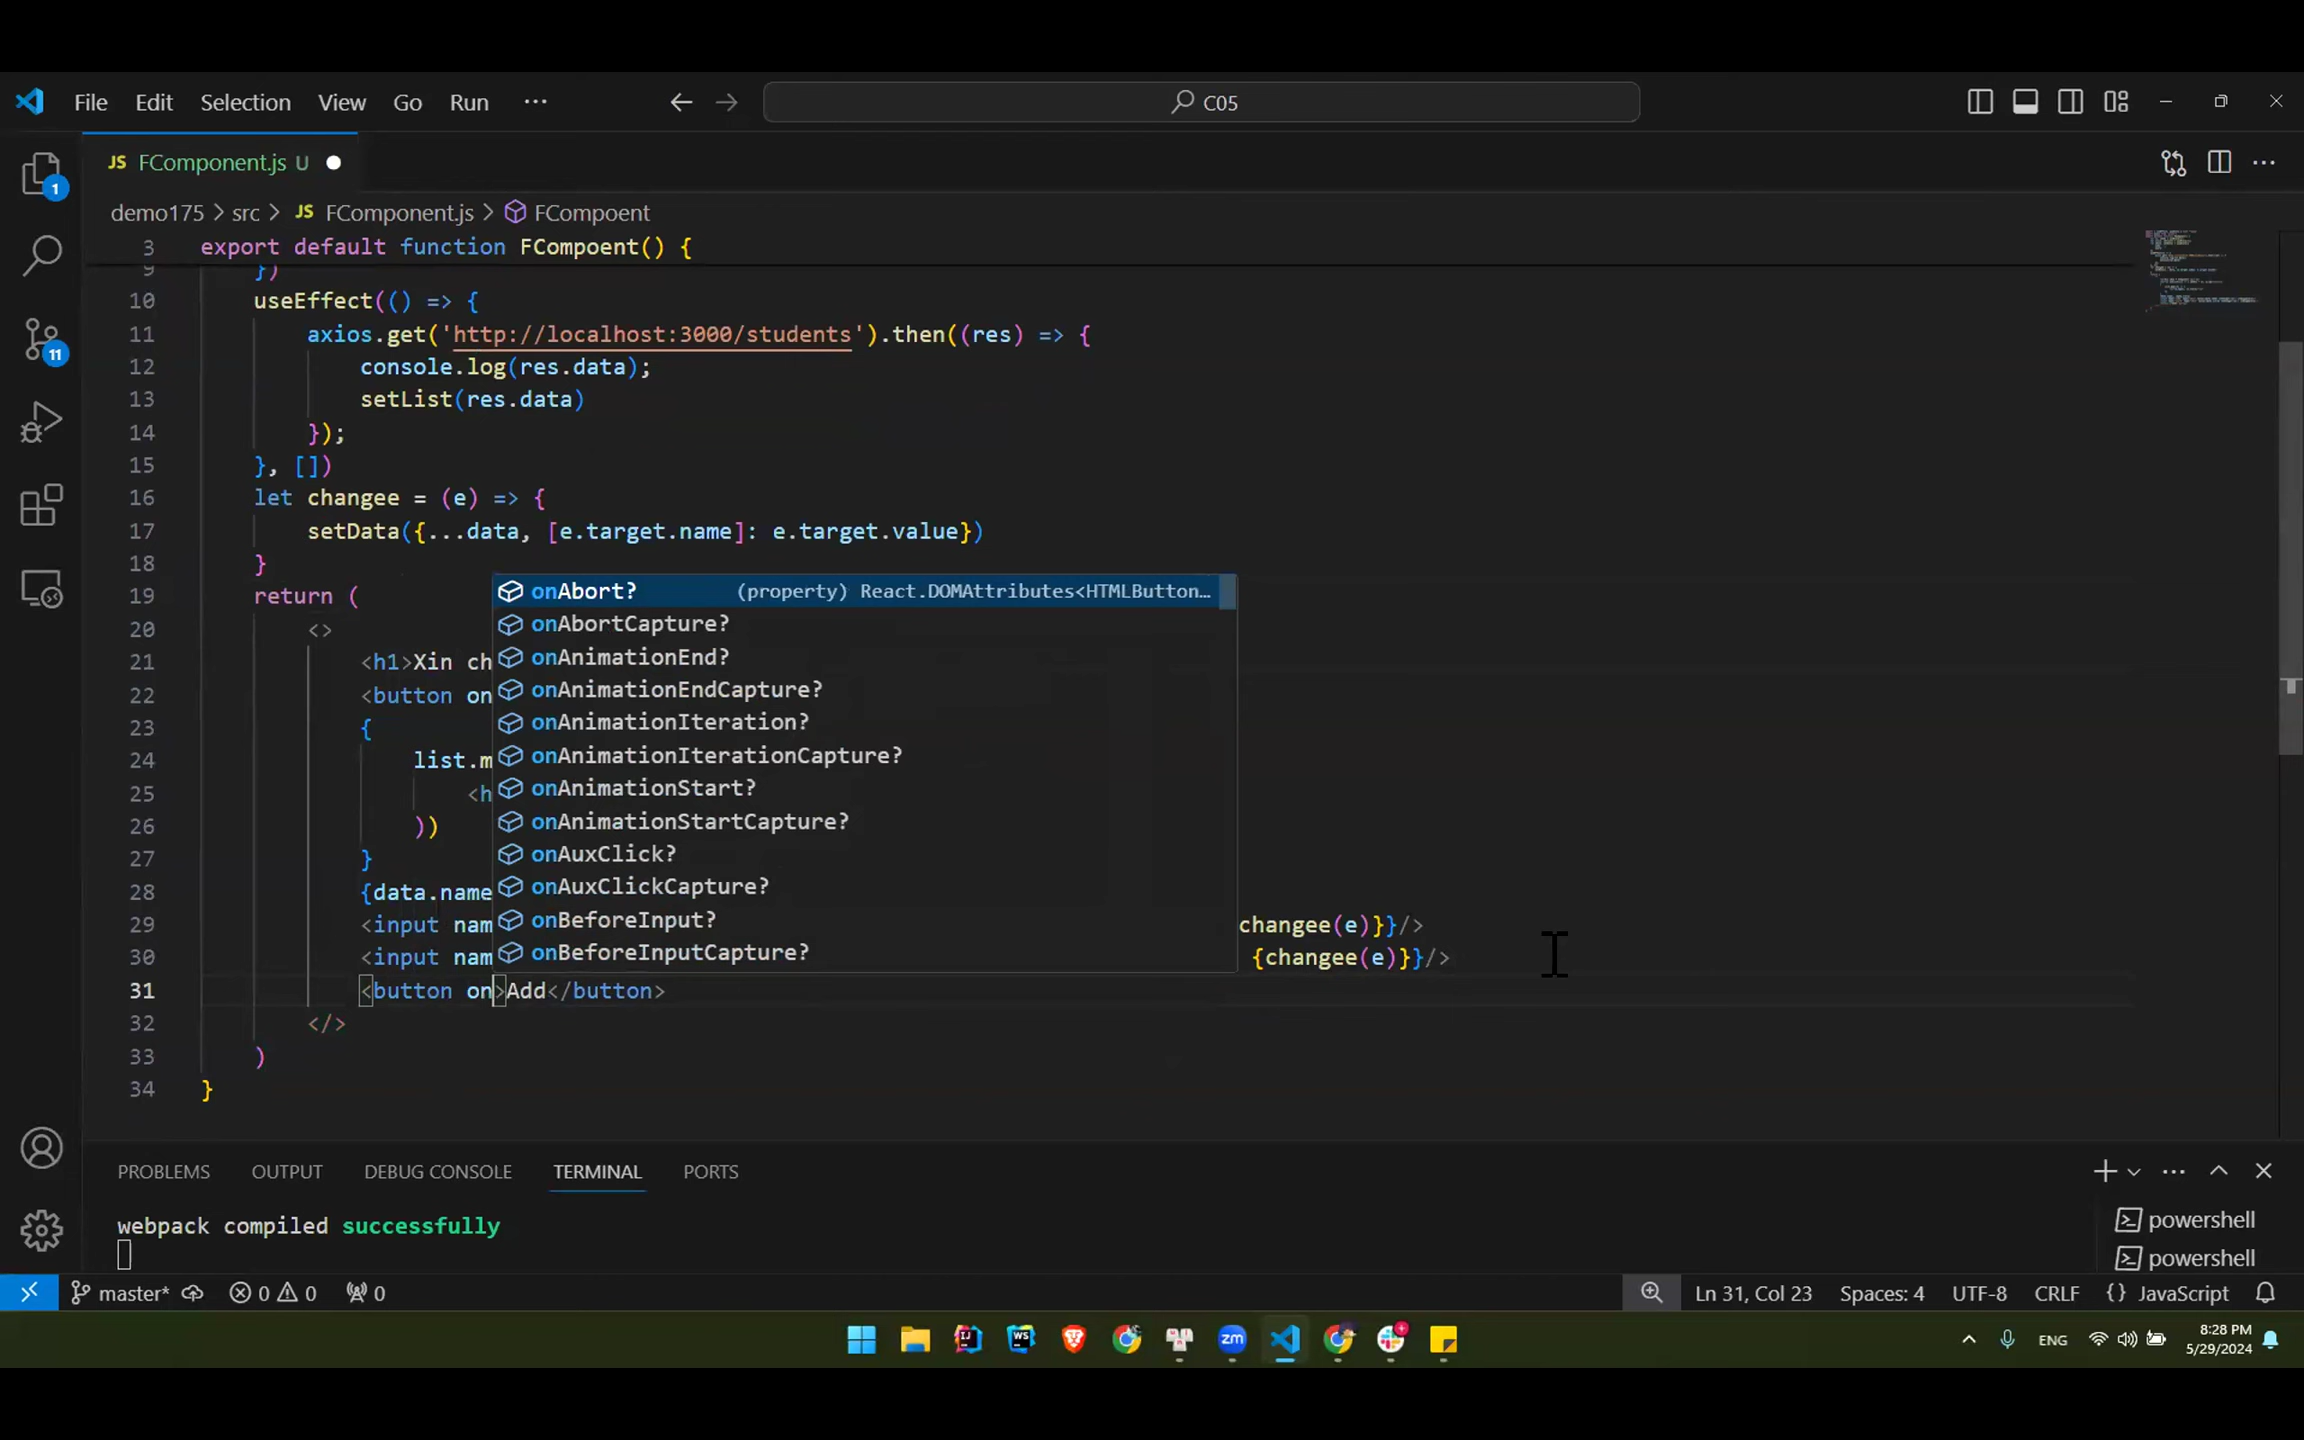 File Edit Selection View Go Run ··· C05
JS FComponent.js U
demo175 > src > JS FComponent.js > FCompoent
3 export default function FCompoent() {
9 })
10 useEffect(() => {
11 axios.get('http://localhost:3000/students').then((res) => {
12 console.log(res.data);
13 setList(res.data)
14 });
15 }, [])
16 let changee = (e) => {
17 setData({...data, [e.target.name]: e.target.value})
18 }
19 return (
20 <>
21 <h1>Xin ch
22 <button on
23 {
24 list.m
25 <h
26 ))
27 }
28 {data.name
29 <input nam changee(e)}}/>
30 <input nam {changee(e)}}/>
31 <button on>Add</button>
32 </>
33 )
34 }
onAbort? (property) React.DOMAttributes<HTMLButton…
onAbortCapture?
onAnimationEnd?
onAnimationEndCapture?
onAnimationIteration?
onAnimationIterationCapture?
onAnimationStart?
onAnimationStartCapture?
onAuxClick?
onAuxClickCapture?
onBeforeInput?
onBeforeInputCapture?
1
11
PROBLEMS OUTPUT DEBUG CONSOLE TERMINAL PORTS
webpack compiled successfully
powershell
powershell
master* 0 0 0 Ln 31, Col 23 Spaces: 4 UTF-8 CRLF {} JavaScript
IJ WS zm ENG 8:28 PM
5/29/2024